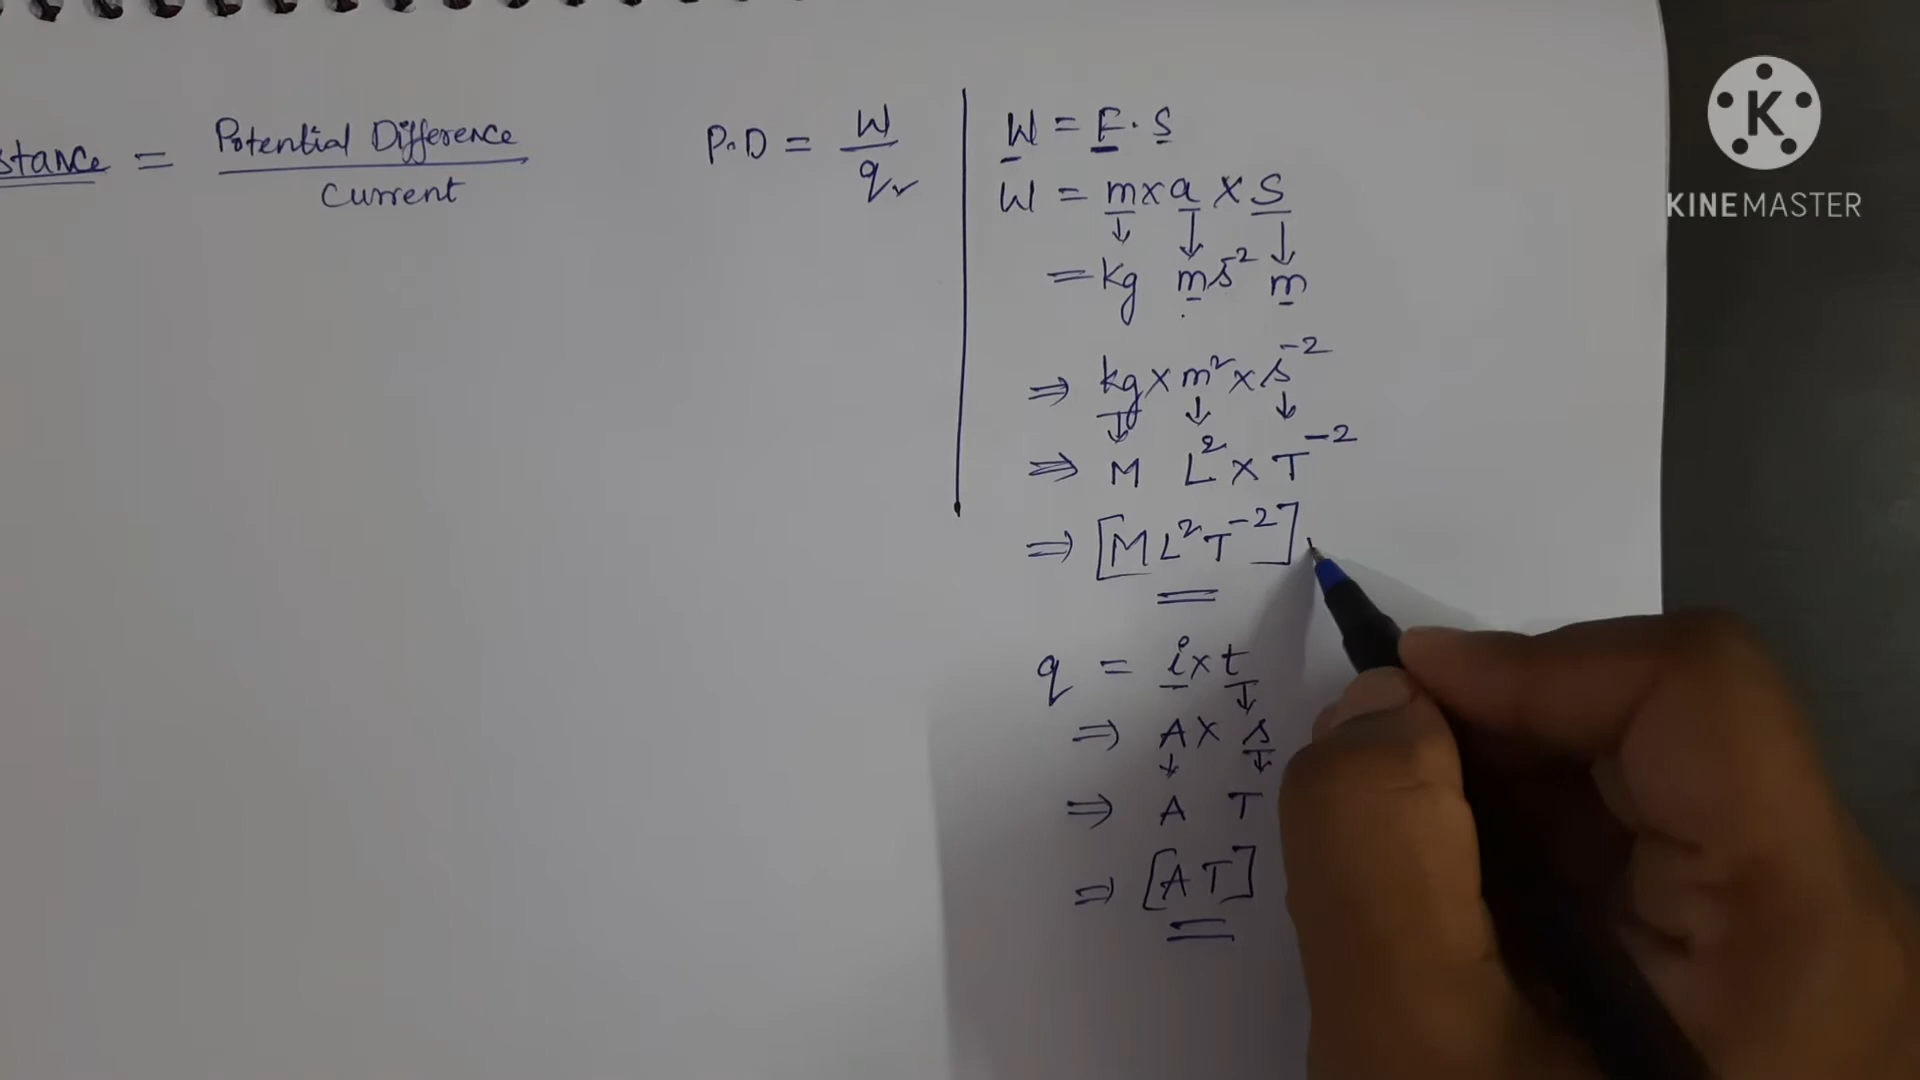 stance = Potential Difference / Current
P.D = W / q
W = F . S
W = m x a x S
= kg ms⁻² m
⇒ kg x m² x s⁻²
⇒ M L² x T⁻²
⇒ [M L² T⁻²]
q = i x t
⇒ A x s
⇒ A T
⇒ [A T]
K
KINEMASTER